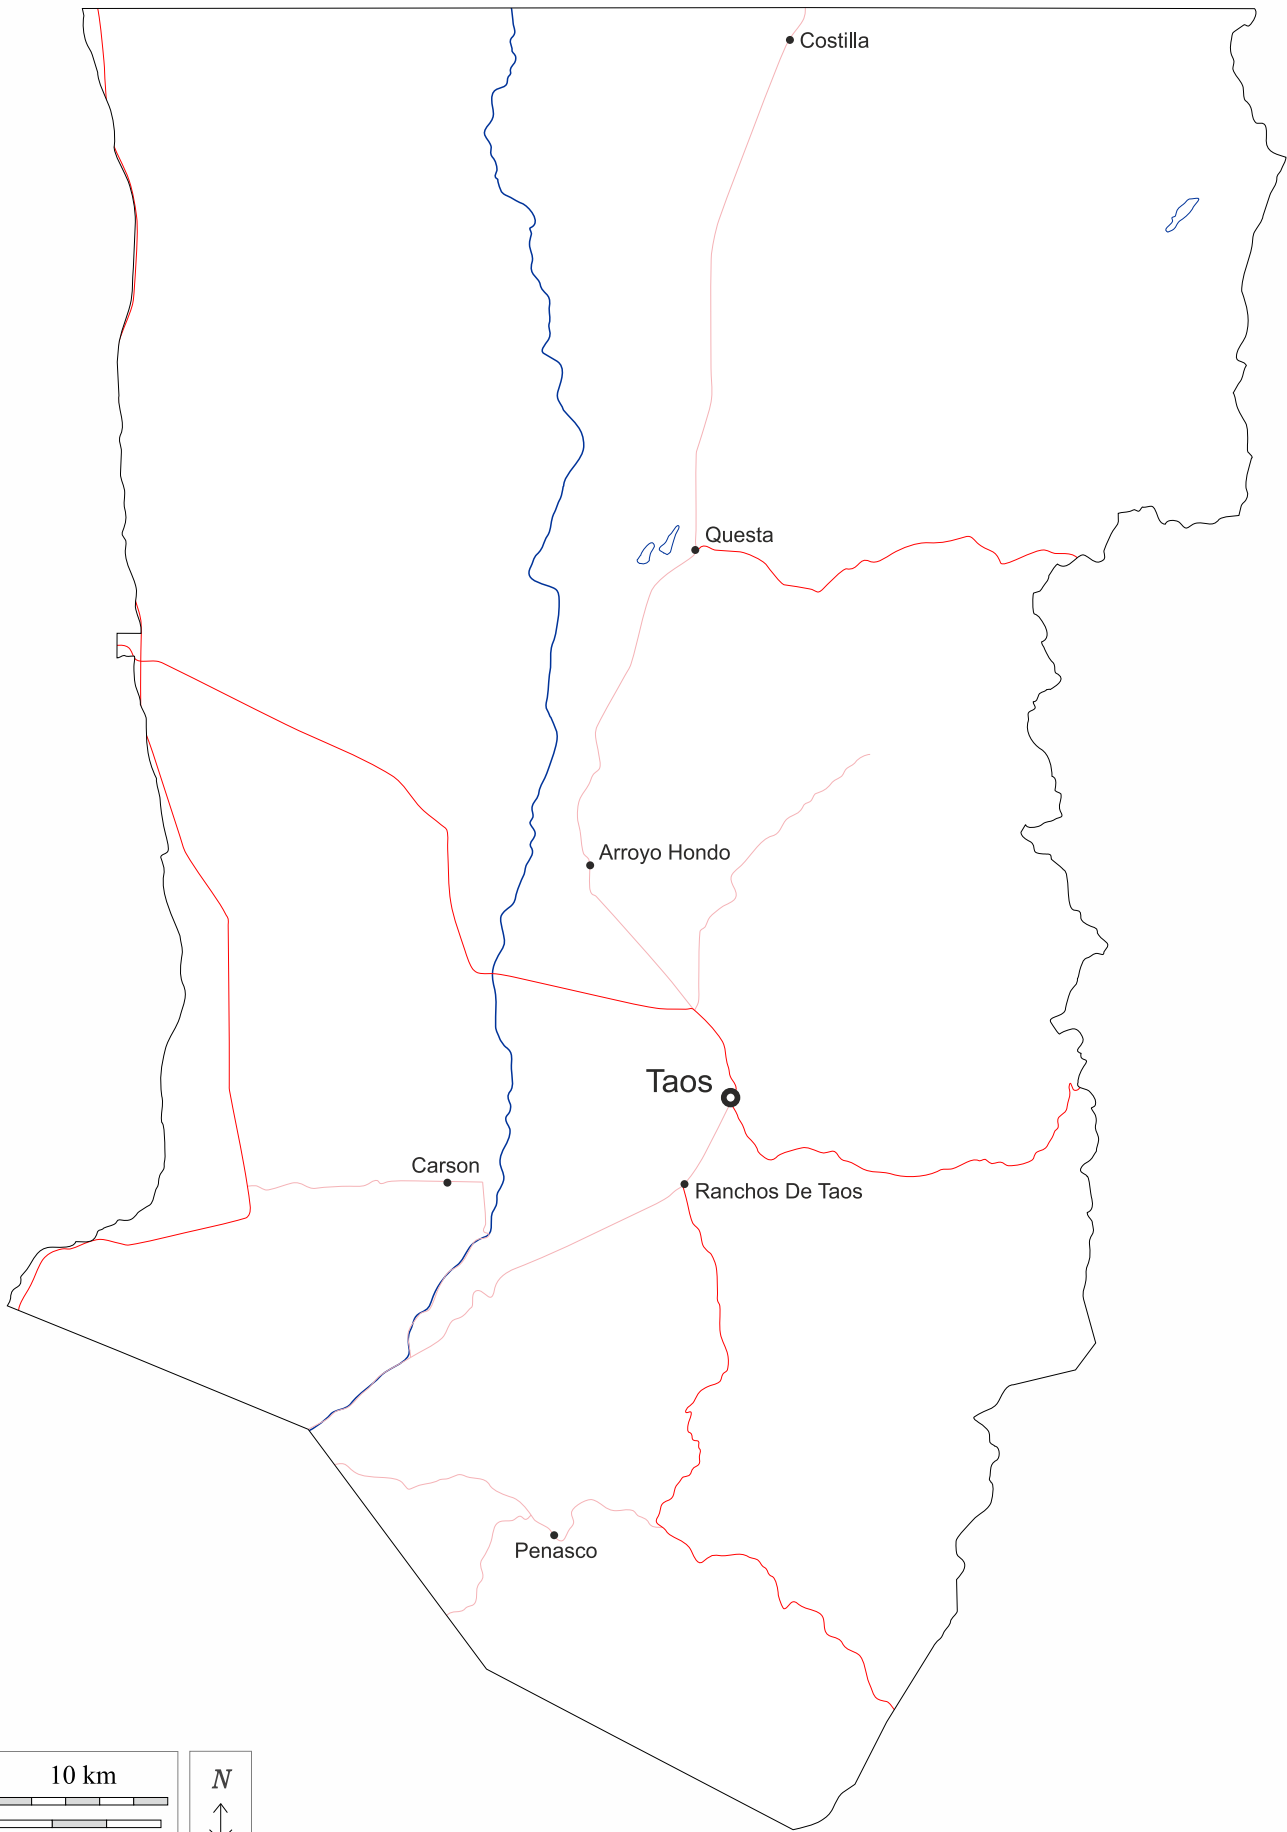 Costilla
Questa
Arroyo Hondo
Taos
Carson
Ranchos De Taos
Penasco
10 km
N